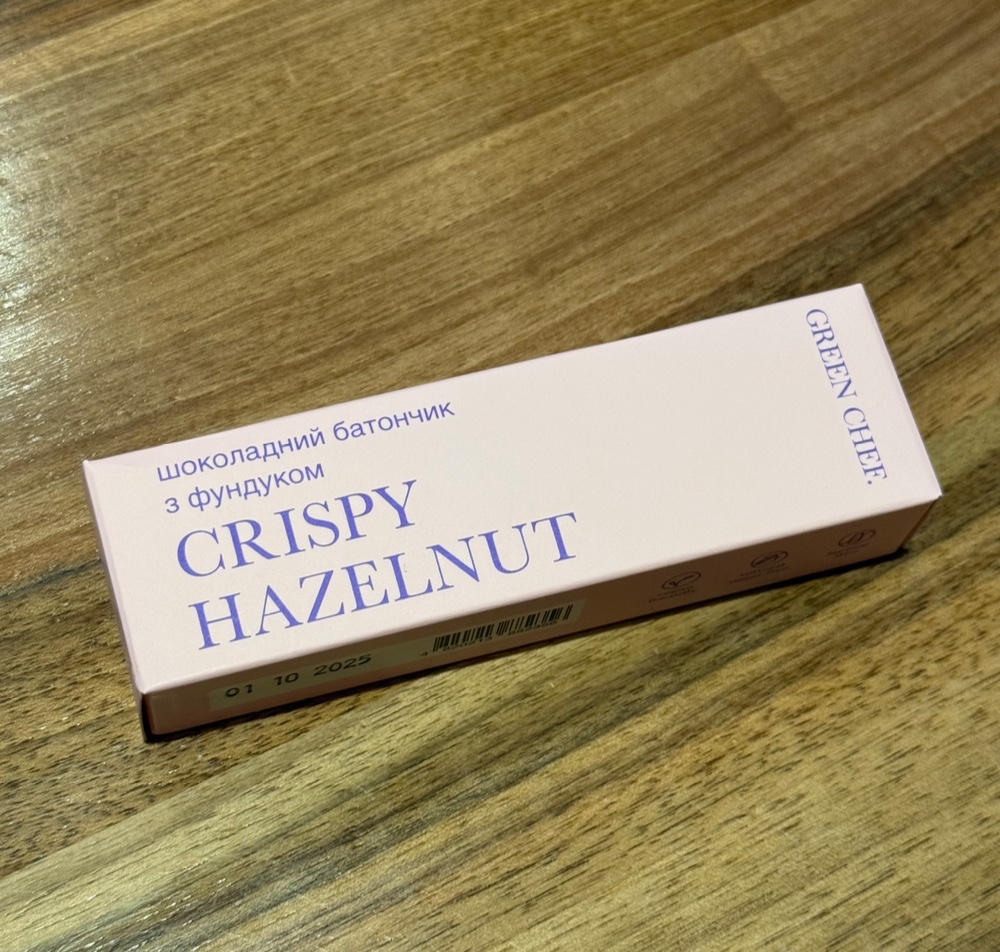 шоколадний батончик
з фундуком
CRISPY
HAZELNUT
GREEN CHEF.
01 10 2025